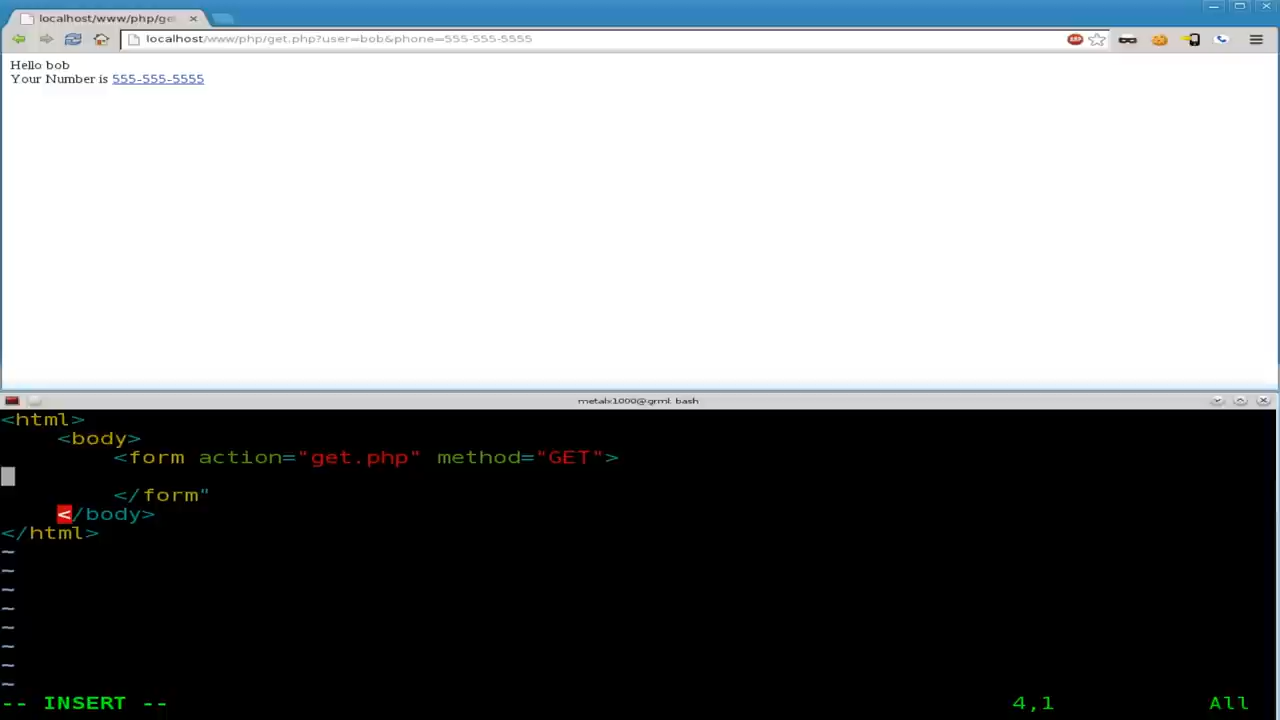 localhost/www/php/ge
localhost/www/php/get.php?user=bob&phone=555-555-5555
ABP
Hello bob
Your Number is 555-555-5555
metalx1000@grml: bash
<html>
<body>
<form action="get.php" method="GET">
</form"
</body>
</html>
~
~
~
~
~
~
~
~
-- INSERT --
4,1
All